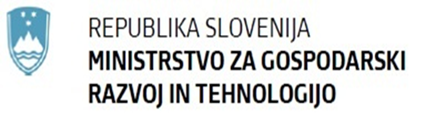 REPUBLIKA SLOVENIJA
MINISTRSTVO ZA GOSPODARSKI
RAZVOJ IN TEHNOLOGIJO